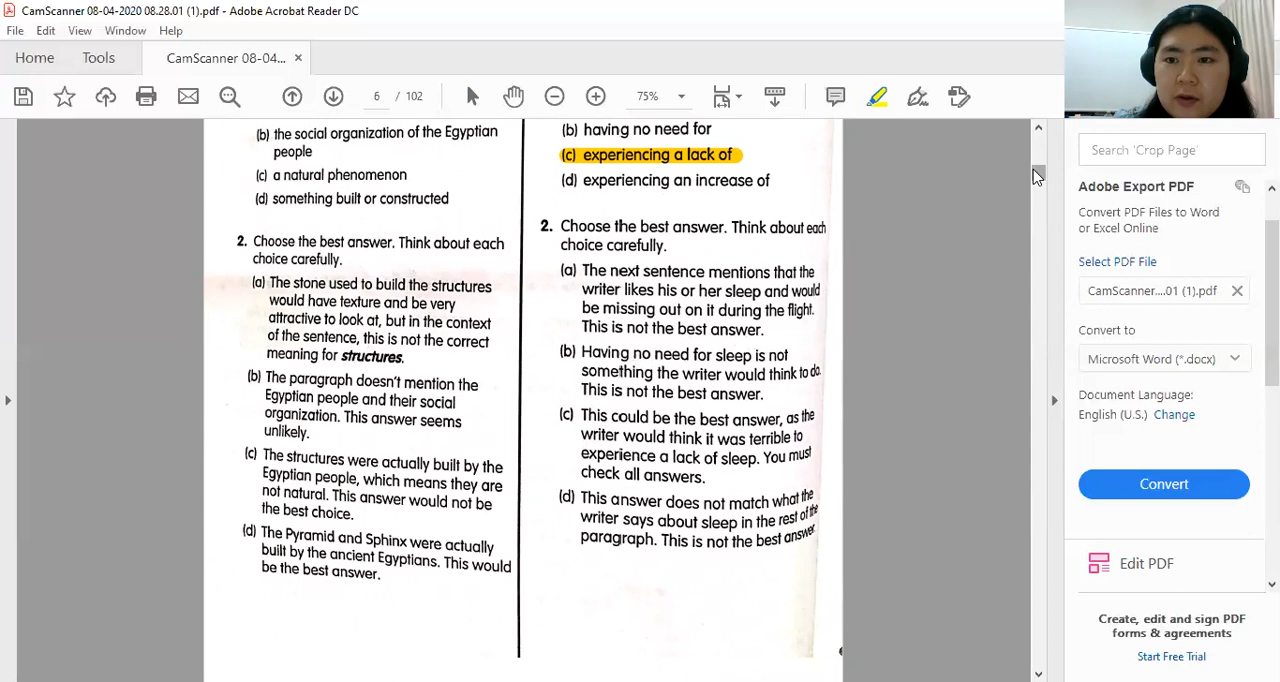 CamScanner 08-04-2020 08.28.01 (1).pdf - Adobe Acrobat Reader DC
File Edit View Window Help
Home Tools CamScanner 08-04... ×
6 / 102 75%
(b) the social organization of the Egyptian
people
(c) a natural phenomenon
(d) something built or constructed
2. Choose the best answer. Think about each
choice carefully.
(a) The stone used to build the structures
would have texture and be very
attractive to look at, but in the context
of the sentence, this is not the correct
meaning for structures.
(b) The paragraph doesn't mention the
Egyptian people and their social
organization. This answer seems
unlikely.
(c) The structures were actually built by the
Egyptian people, which means they are
not natural. This answer would not be
the best choice.
(d) The Pyramid and Sphinx were actually
built by the ancient Egyptians. This would
be the best answer.
(b) having no need for
(c) experiencing a lack of
(d) experiencing an increase of
2. Choose the best answer. Think about each
choice carefully.
(a) The next sentence mentions that the
writer likes his or her sleep and would
be missing out on it during the flight.
This is not the best answer.
(b) Having no need for sleep is not
something the writer would think to do.
This is not the best answer.
(c) This could be the best answer, as the
writer would think it was terrible to
experience a lack of sleep. You must
check all answers.
(d) This answer does not match what the
writer says about sleep in the rest of the
paragraph. This is not the best answer.
Search 'Crop Page'
Adobe Export PDF
Convert PDF Files to Word
or Excel Online
Select PDF File
CamScanner....01 (1).pdf
Convert to
Microsoft Word (*.docx)
Document Language:
English (U.S.) Change
Convert
Edit PDF
Create, edit and sign PDF
forms & agreements
Start Free Trial